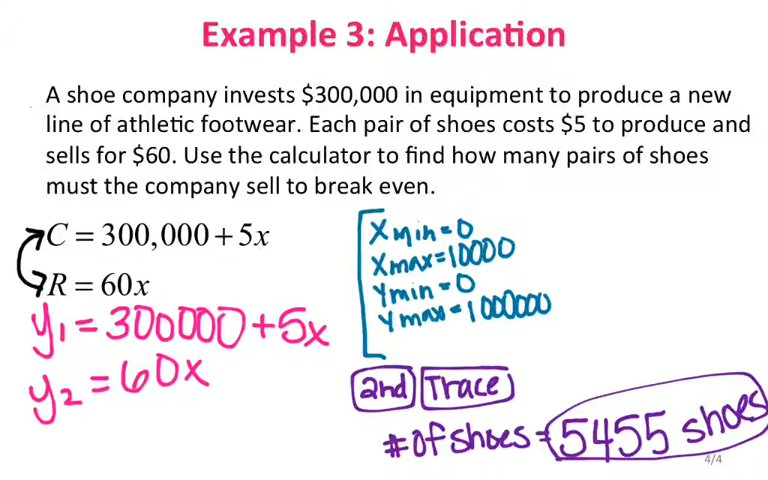 Example 3: Application
A shoe company invests $300,000 in equipment to produce a new
line of athletic footwear. Each pair of shoes costs $5 to produce and
sells for $60. Use the calculator to find how many pairs of shoes
must the company sell to break even.
C = 300,000 + 5x
R = 60x
y₁ = 300000 + 5x
y₂ = 60x
Xmin = 0
Xmax = 10000
Ymin = 0
Ymax = 1000000
2nd Trace
# of shoes = 5455 shoes
4/4